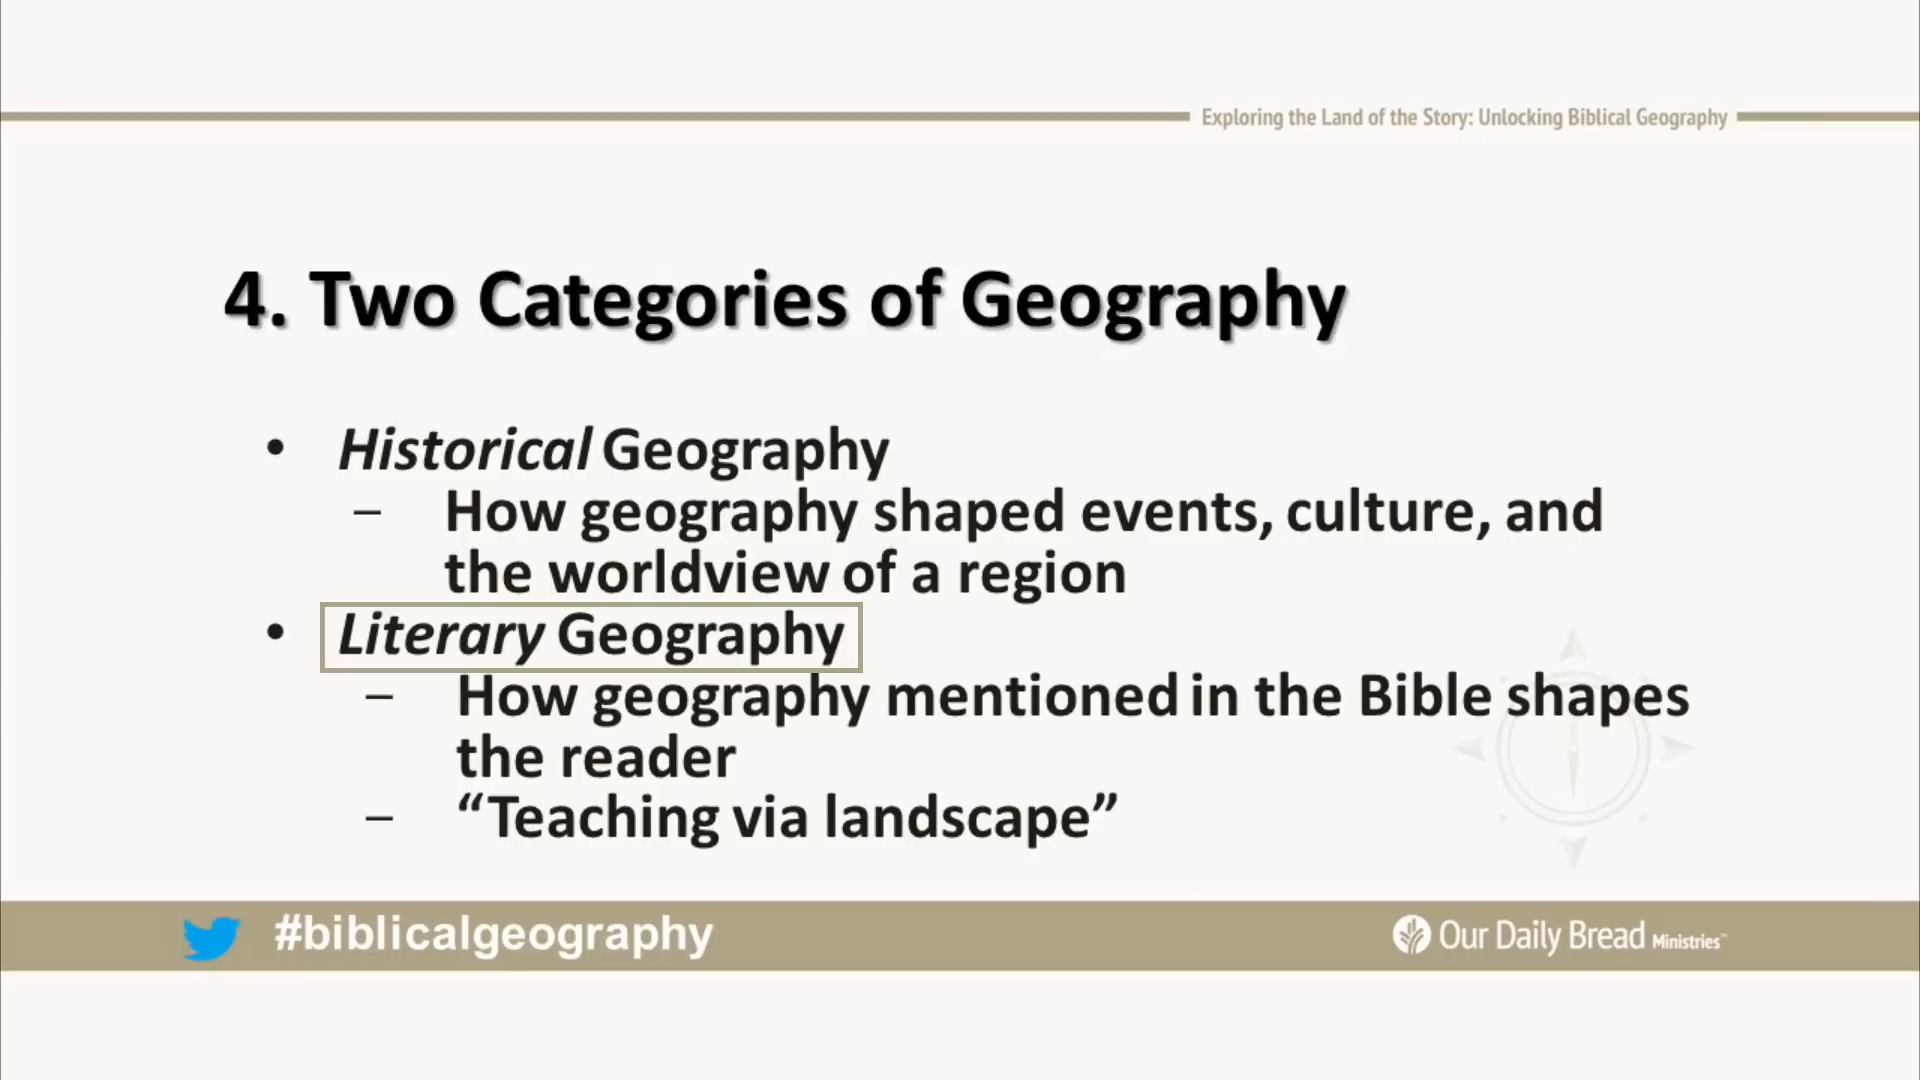 Exploring the Land of the Story: Unlocking Biblical Geography
4. Two Categories of Geography
• Historical Geography
– How geography shaped events, culture, and
the worldview of a region
• Literary Geography
– How geography mentioned in the Bible shapes
the reader
– “Teaching via landscape”
#biblicalgeography
Our Daily Bread Ministries™